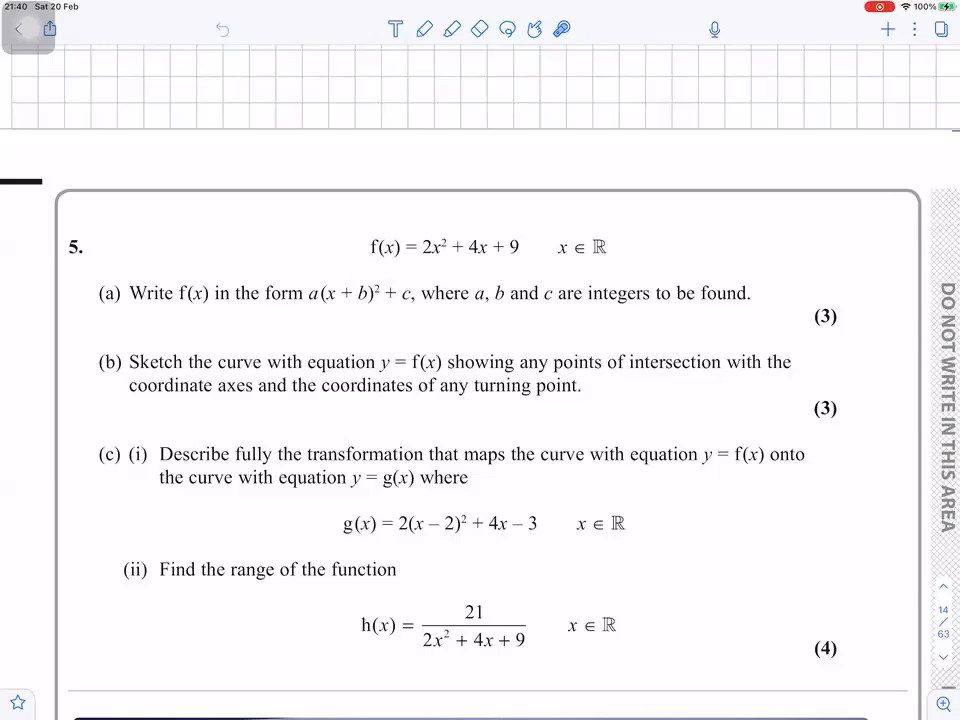 21:40 Sat 20 Feb
100%
5.
f(x) = 2x² + 4x + 9 x ∈ ℝ
(a) Write f(x) in the form a(x + b)² + c, where a, b and c are integers to be found.
(3)
(b) Sketch the curve with equation y = f(x) showing any points of intersection with the
coordinate axes and the coordinates of any turning point.
(3)
(c) (i) Describe fully the transformation that maps the curve with equation y = f(x) onto
the curve with equation y = g(x) where
g(x) = 2(x – 2)² + 4x – 3 x ∈ ℝ
(ii) Find the range of the function
h(x) = 21 / (2x² + 4x + 9) x ∈ ℝ
(4)
DO NOT WRITE IN THIS AREA
14
/
63